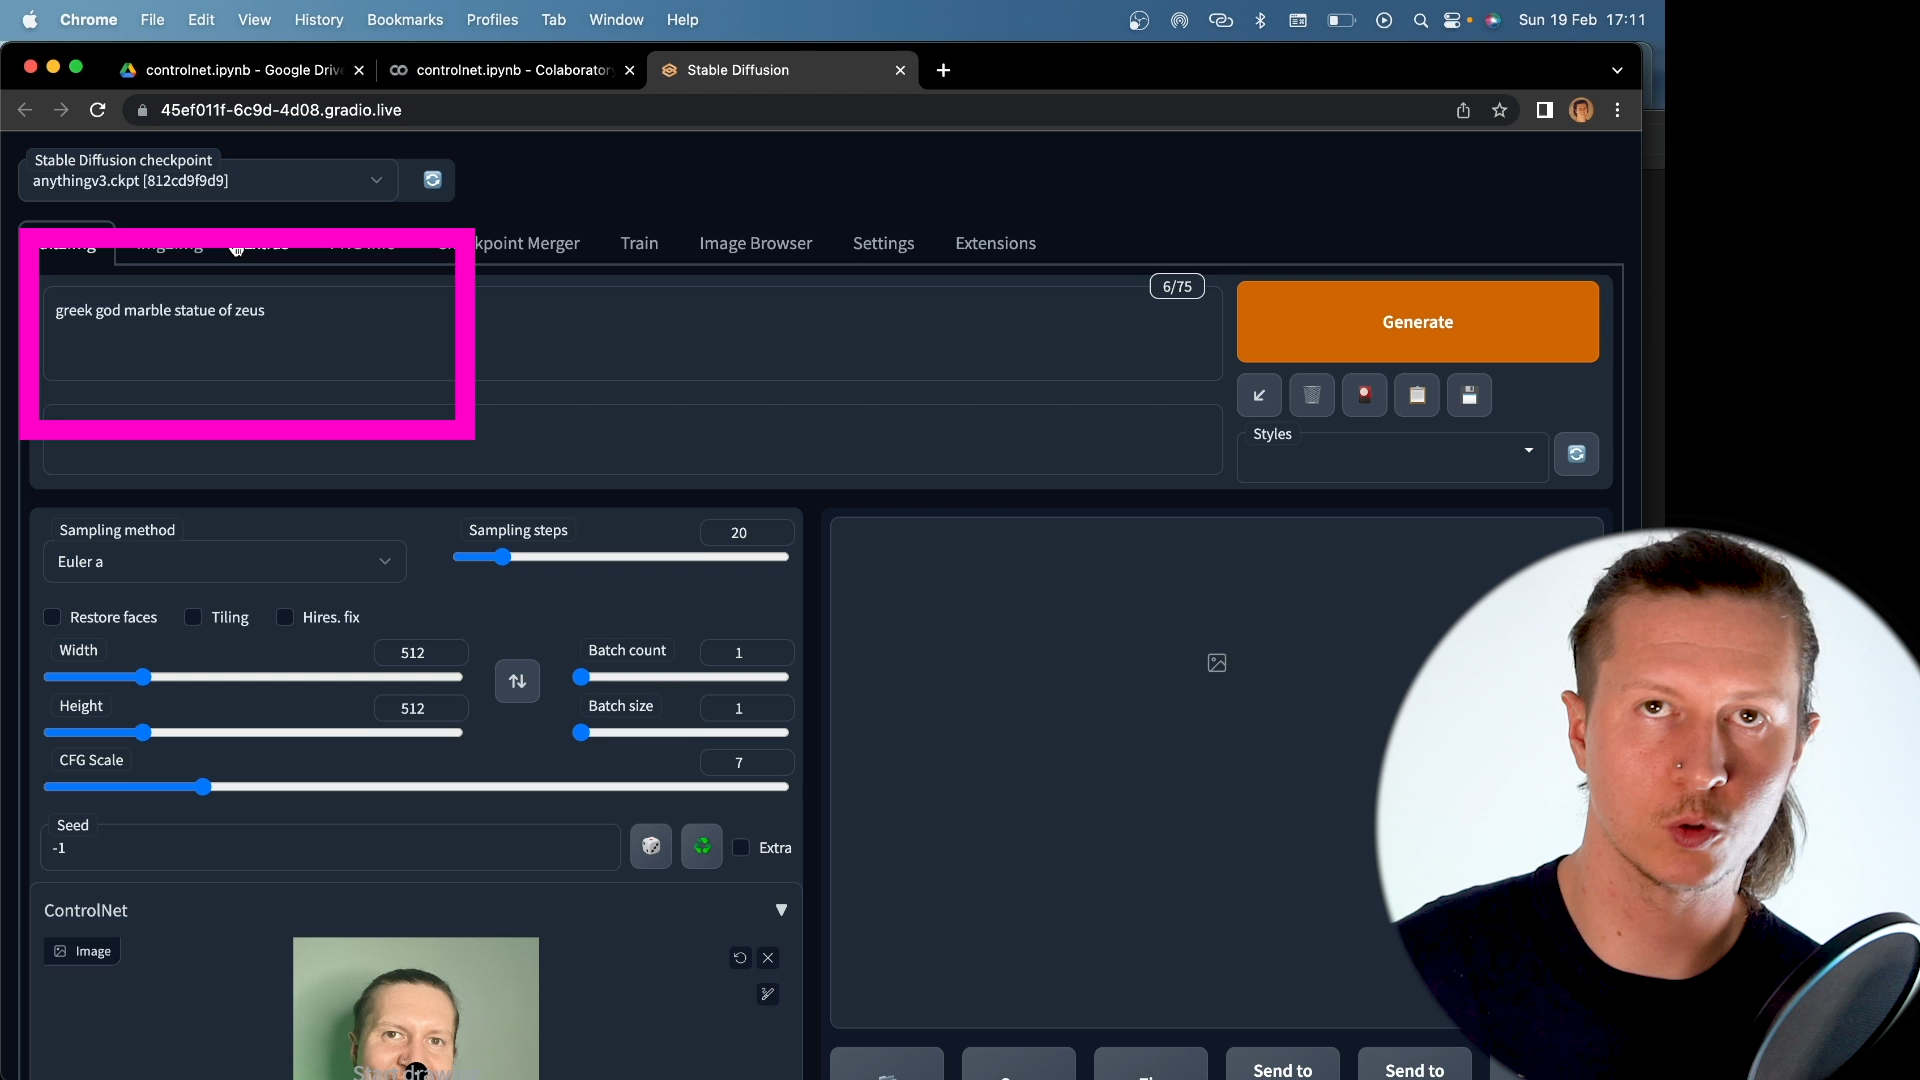 Chrome File Edit View History Bookmarks Profiles Tab Window Help Sun 19 Feb 17:11
controlnet.ipynb - Google Drive controlnet.ipynb - Colaboratory Stable Diffusion
45ef011f-6c9d-4d08.gradio.live
Stable Diffusion checkpoint
anythingv3.ckpt [812cd9f9d9]
Merger Train Image Browser Settings Extensions
6/75
greek god marble statue of zeus
Generate
Styles
Sampling method
Euler a
Sampling steps
20
Restore faces Tiling Hires. fix
Width 512
Batch count 1
Height 512
Batch size 1
CFG Scale
7
Seed
-1
Extra
ControlNet
Image
Send to Send to